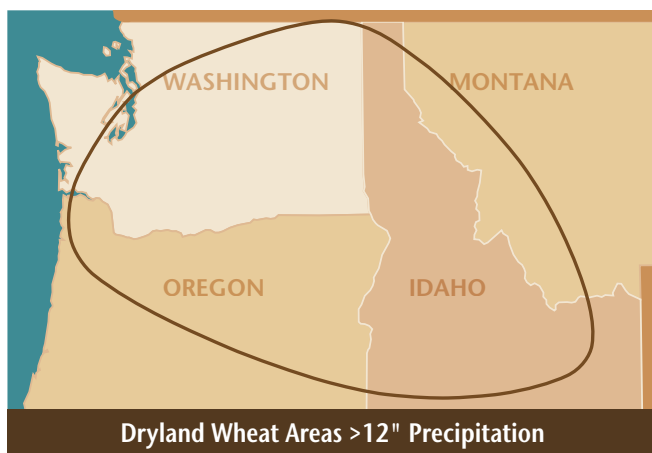 WASHINGTON
MONTANA
OREGON
IDAHO
Dryland Wheat Areas >12" Precipitation